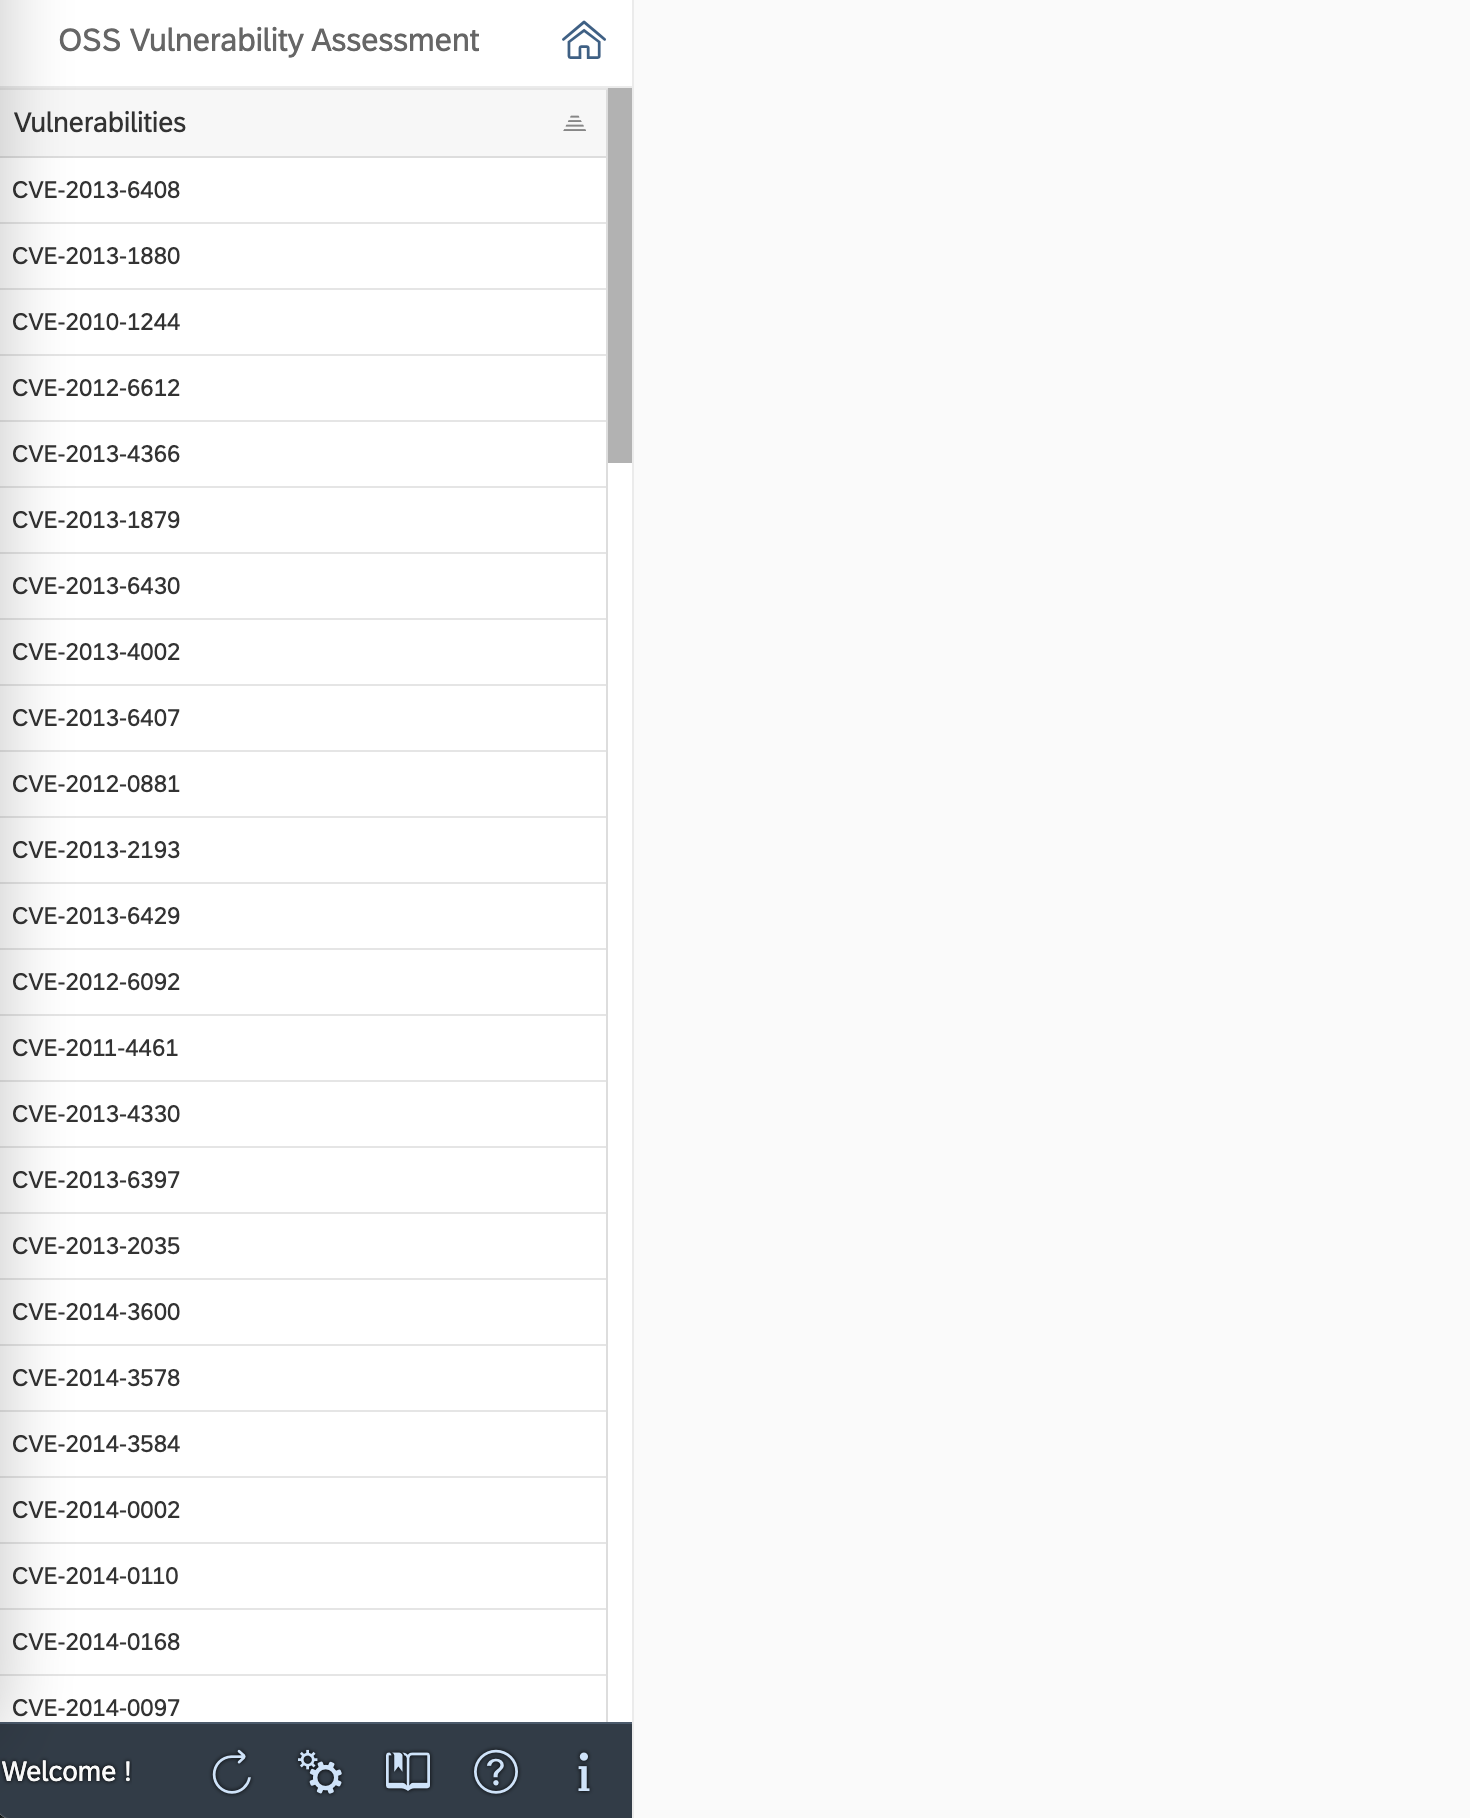 OSS Vulnerability Assessment
Vulnerabilities
CVE-2013-6408
CVE-2013-1880
CVE-2010-1244
CVE-2012-6612
CVE-2013-4366
CVE-2013-1879
CVE-2013-6430
CVE-2013-4002
CVE-2013-6407
CVE-2012-0881
CVE-2013-2193
CVE-2013-6429
CVE-2012-6092
CVE-2011-4461
CVE-2013-4330
CVE-2013-6397
CVE-2013-2035
CVE-2014-3600
CVE-2014-3578
CVE-2014-3584
CVE-2014-0002
CVE-2014-0110
CVE-2014-0168
CVE-2014-0097
Welcome !